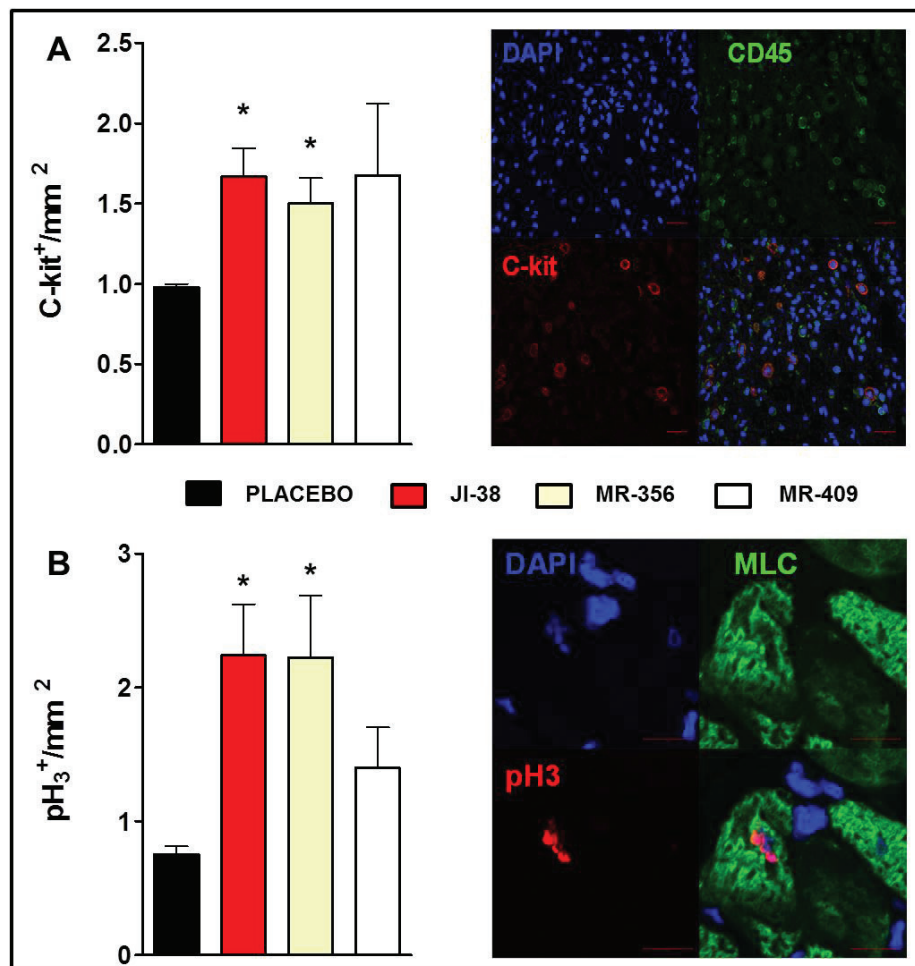 A
2.5
2.0
1.5
1.0
0.5
0.0
C-kit⁺/mm²
*
*
DAPI
CD45
C-kit
PLACEBO
JI-38
MR-356
MR-409
B
3
2
1
0
pH₃⁺/mm²
*
*
DAPI
MLC
pH3